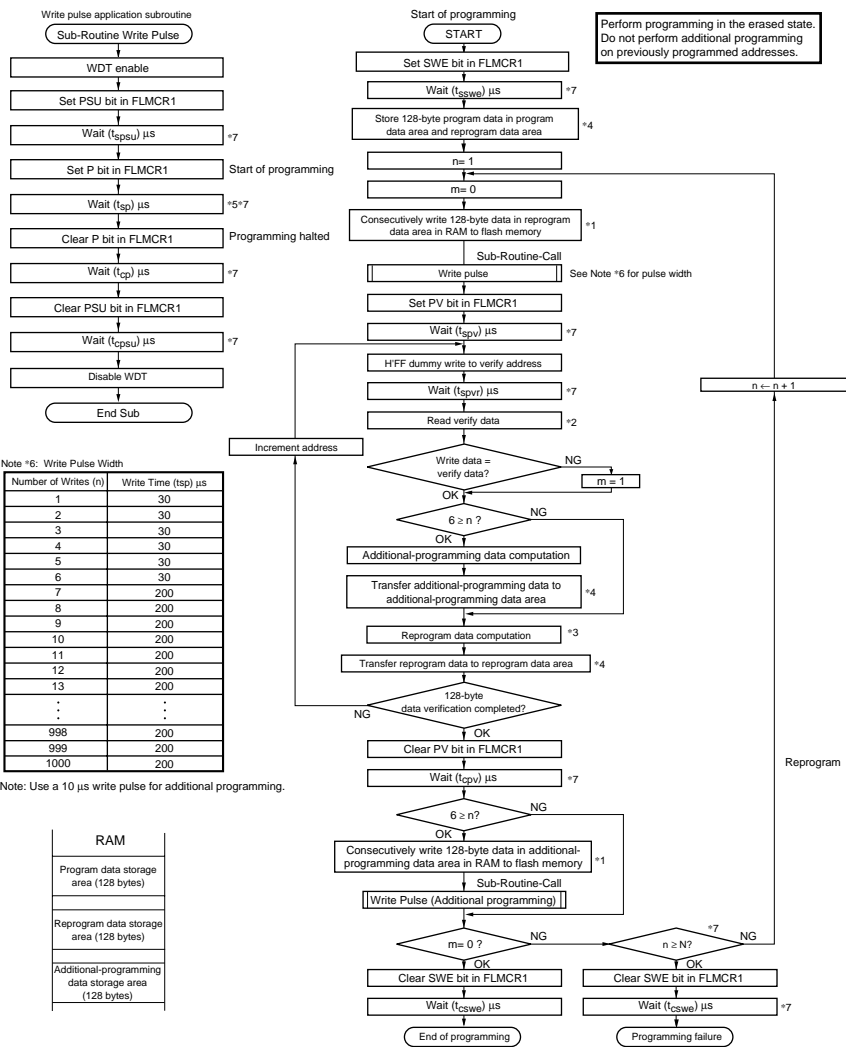 Write pulse application subroutine
Sub-Routine Write Pulse
WDT enable
Set PSU bit in FLMCR1
Wait (tspsu) µs
*7
Set P bit in FLMCR1
Start of programming
Wait (tsp) µs
*5*7
Clear P bit in FLMCR1
Programming halted
Wait (tcp) µs
*7
Clear PSU bit in FLMCR1
Wait (tcpsu) µs
*7
Disable WDT
End Sub
Note *6: Write Pulse Width
Number of Writes (n) Write Time (tsp) µs
1 30
2 30
3 30
4 30
5 30
6 30
7 200
8 200
9 200
10 200
11 200
12 200
13 200
998 200
999 200
1000 200
Note: Use a 10 µs write pulse for additional programming.
RAM
Program data storage
area (128 bytes)
Reprogram data storage
area (128 bytes)
Additional-programming
data storage area
(128 bytes)
Start of programming
START
Perform programming in the erased state.
Do not perform additional programming
on previously programmed addresses.
Set SWE bit in FLMCR1
Wait (tsswe) µs
*7
Store 128-byte program data in program
data area and reprogram data area
*4
n= 1
m= 0
Consecutively write 128-byte data in reprogram
data area in RAM to flash memory
*1
Sub-Routine-Call
Write pulse
See Note *6 for pulse width
Set PV bit in FLMCR1
Wait (tspv) µs
*7
H'FF dummy write to verify address
Wait (tspvr) µs
*7
n ← n + 1
Read verify data
*2
Increment address
Write data =
verify data?
NG
m = 1
OK
6 ≥ n ?
NG
OK
Additional-programming data computation
Transfer additional-programming data to
additional-programming data area
*4
Reprogram data computation
*3
Transfer reprogram data to reprogram data area
*4
128-byte
data verification completed?
NG
OK
Clear PV bit in FLMCR1
Reprogram
Wait (tcpv) µs
*7
6 ≥ n?
NG
OK
Consecutively write 128-byte data in additional-
programming data area in RAM to flash memory
*1
Sub-Routine-Call
Write Pulse (Additional programming)
m= 0 ?
NG
*7
n ≥ N?
NG
OK
OK
Clear SWE bit in FLMCR1
Clear SWE bit in FLMCR1
Wait (tcswe) µs
Wait (tcswe) µs
*7
End of programming
Programming failure